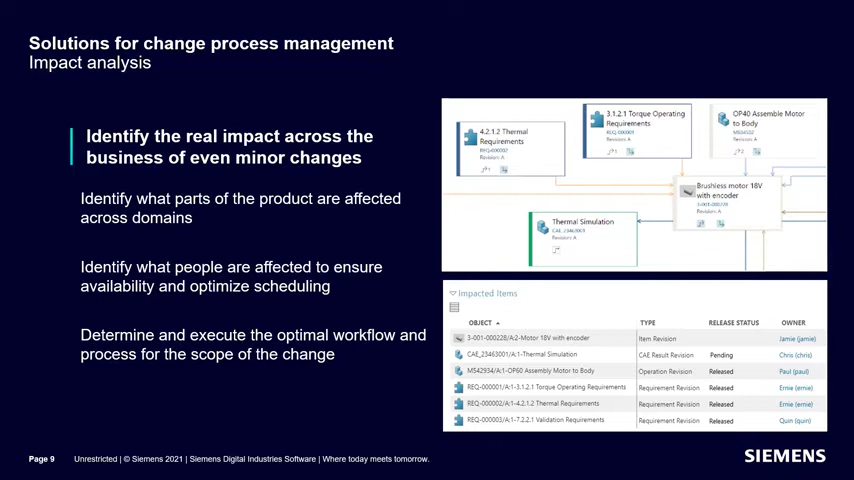 Solutions for change process management
Impact analysis
Identify the real impact across the
business of even minor changes
Identify what parts of the product are affected
across domains
Identify what people are affected to ensure
availability and optimize scheduling
Determine and execute the optimal workflow and
process for the scope of the change
4.2.1.2 Thermal
Requirements
REQ-000002
Revision: A
3.1.2.1 Torque Operating
Requirements
REQ-000001
Revision: A
OP40 Assemble Motor
to Body
Revision: A
Brushless motor 18V
with encoder
3-001-000228
Revision: A
Thermal Simulation
CAE_23463001
Revision: A
Impacted Items
OBJECT TYPE RELEASE STATUS OWNER
3-001-000228/A:2-Motor 18V with encoder Item Revision Jamie (jamie)
CAE_23463001/A:1-Thermal Simulation CAE Result Revision Pending Chris (chris)
M542934/A:1-OP60 Assembly Motor to Body Operation Revision Released Paul (paul)
REQ-000001/A:1-3.1.2.1 Torque Operating Requirements Requirement Revision Released Ernie (ernie)
REQ-000002/A:1-4.2.1.2 Thermal Requirements Requirement Revision Released Ernie (ernie)
REQ-000003/A:1-7.2.2.1 Validation Requirements Requirement Revision Released Quin (quin)
Page 9 Unrestricted | © Siemens 2021 | Siemens Digital Industries Software | Where today meets tomorrow.
SIEMENS